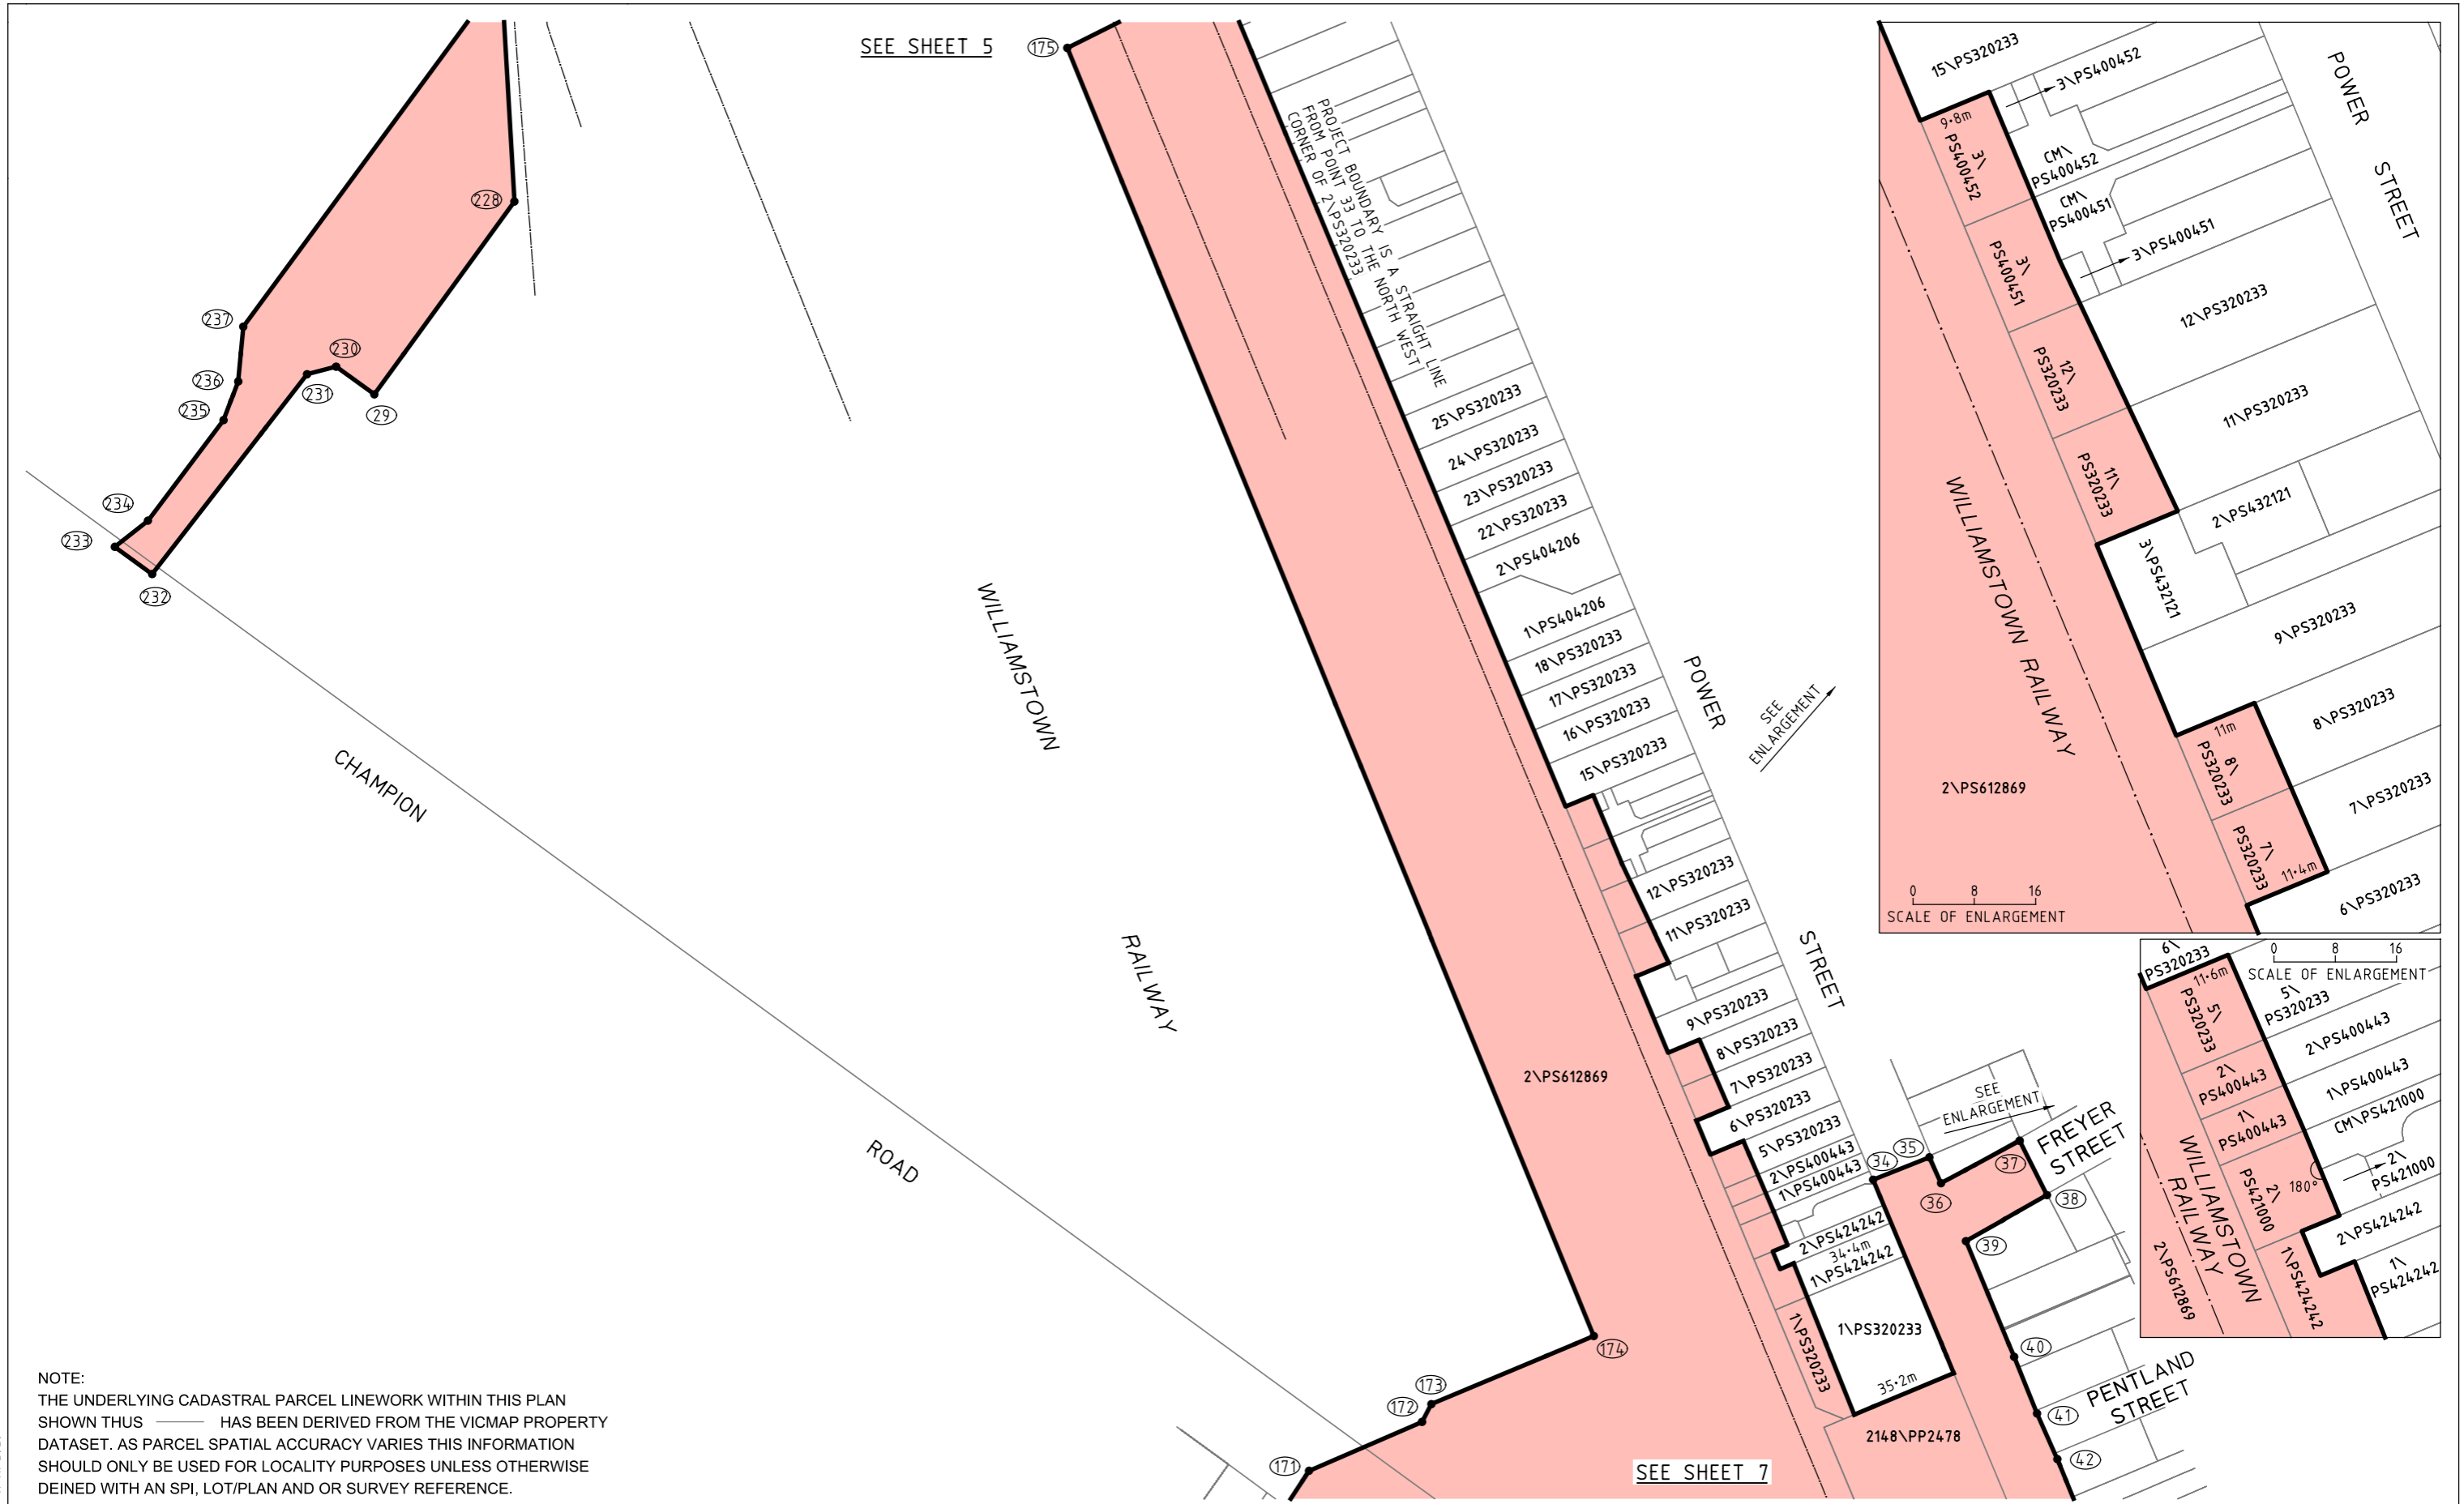 SEE SHEET 5
175
228
237
230
236
231
235
29
234
233
232
PROJECT BOUNDARY IS A STRAIGHT LINE
FROM POINT 33 TO THE NORTH WEST
CORNER OF 2\PS320233
25\PS320233
24\PS320233
23\PS320233
22\PS320233
2\PS404206
1\PS404206
18\PS320233
17\PS320233
16\PS320233
15\PS320233
12\PS320233
11\PS320233
9\PS320233
8\PS320233
7\PS320233
6\PS320233
5\PS320233
2\PS400443
1\PS400443
2\PS424242
34·4m
1\PS424242
1\PS320233
1\PS320233
35·2m
2148\PP2478
2\PS612869
WILLIAMSTOWN
RAILWAY
CHAMPION
ROAD
POWER
STREET
SEE
ENLARGEMENT
SEE
ENLARGEMENT
FREYER
STREET
PENTLAND
STREET
34
35
36
37
38
39
40
41
42
174
173
172
171
SEE SHEET 7
15\PS320233
3\PS400452
POWER
STREET
9·8m
3\
PS400452
CM\
PS400452
CM\
PS400451
3\
PS400451
3\PS400451
12\PS320233
12\
PS320233
11\PS320233
11\
PS320233
2\PS432121
3\PS432121
WILLIAMSTOWN RAILWAY
9\PS320233
8\PS320233
11m
8\
PS320233
2\PS612869
7\PS320233
7\
PS320233
11·4m
6\PS320233
0 8 16
SCALE OF ENLARGEMENT
6\
PS320233
0 8 16
SCALE OF ENLARGEMENT
11·6m
5\
PS320233
5\
PS320233
2\PS400443
2\
PS400443
1\PS400443
1\
PS400443
CM\PS421000
2\
PS421000
180°
2\
PS421000
WILLIAMSTOWN
RAILWAY
2\PS424242
1\PS424242
1\
PS424242
2\PS612869
NOTE:
THE UNDERLYING CADASTRAL PARCEL LINEWORK WITHIN THIS PLAN
SHOWN THUS HAS BEEN DERIVED FROM THE VICMAP PROPERTY
DATASET. AS PARCEL SPATIAL ACCURACY VARIES THIS INFORMATION
SHOULD ONLY BE USED FOR LOCALITY PURPOSES UNLESS OTHERWISE
DEINED WITH AN SPI, LOT/PLAN AND OR SURVEY REFERENCE.